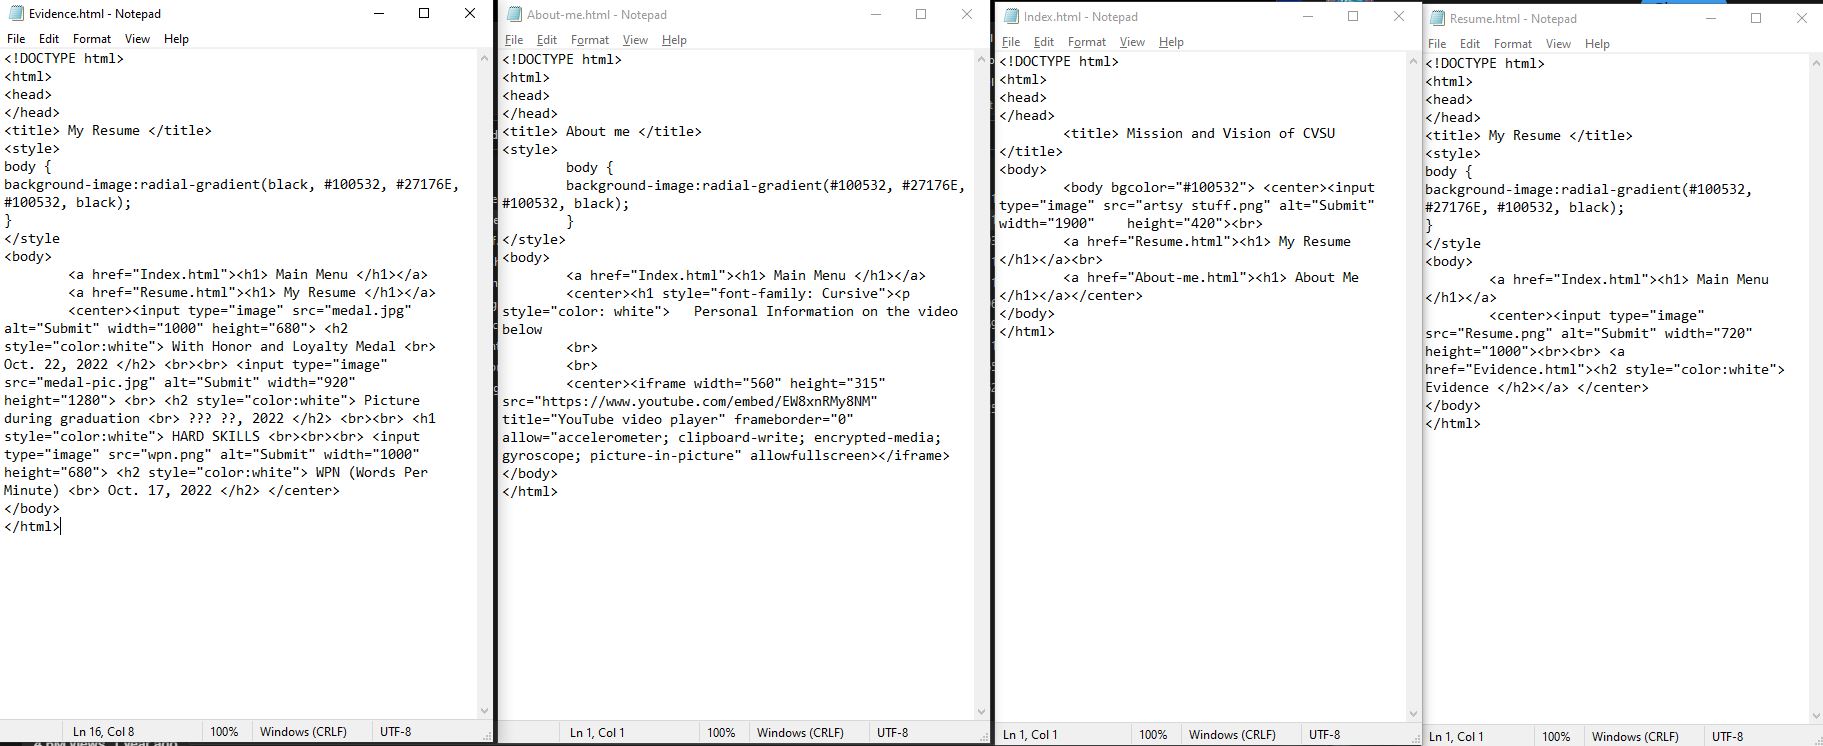 Evidence.html - Notepad
File Edit Format View Help
<!DOCTYPE html>
<html>
<head>
</head>
<title> My Resume </title>
<style>
body {
background-image:radial-gradient(black, #100532, #27176E,
#100532, black);
}
</style
<body>
<a href="Index.html"><h1> Main Menu </h1></a>
<a href="Resume.html"><h1> My Resume </h1></a>
<center><input type="image" src="medal.jpg"
alt="Submit" width="1000" height="680"> <h2
style="color:white"> With Honor and Loyalty Medal <br>
Oct. 22, 2022 </h2> <br><br> <input type="image"
src="medal-pic.jpg" alt="Submit" width="920"
height="1280"> <br> <h2 style="color:white"> Picture
during graduation <br> ??? ??, 2022 </h2> <br><br> <h1
style="color:white"> HARD SKILLS <br><br><br> <input
type="image" src="wpn.png" alt="Submit" width="1000"
height="680"> <h2 style="color:white"> WPN (Words Per
Minute) <br> Oct. 17, 2022 </h2> </center>
</body>
</html>
Ln 16, Col 8 100% Windows (CRLF) UTF-8
About-me.html - Notepad
File Edit Format View Help
<!DOCTYPE html>
<html>
<head>
</head>
<title> About me </title>
<style>
body {
background-image:radial-gradient(#100532, #27176E,
#100532, black);
}
</style>
<body>
<a href="Index.html"><h1> Main Menu </h1></a>
<center><h1 style="font-family: Cursive"><p
style="color: white"> Personal Information on the video
below
<br>
<br>
<center><iframe width="560" height="315"
src="https://www.youtube.com/embed/EW8xnRMy8NM"
title="YouTube video player" frameborder="0"
allow="accelerometer; clipboard-write; encrypted-media;
gyroscope; picture-in-picture" allowfullscreen></iframe>
</body>
</html>
Ln 1, Col 1 100% Windows (CRLF) UTF-8
Index.html - Notepad
File Edit Format View Help
<!DOCTYPE html>
<html>
<head>
</head>
<title> Mission and Vision of CVSU
</title>
<body>
<body bgcolor="#100532"> <center><input
type="image" src="artsy stuff.png" alt="Submit"
width="1900" height="420"><br>
<a href="Resume.html"><h1> My Resume
</h1></a><br>
<a href="About-me.html"><h1> About Me
</h1></a></center>
</body>
</html>
Ln 1, Col 1 100% Windows (CRLF) UTF-8
Resume.html - Notepad
File Edit Format View Help
<!DOCTYPE html>
<html>
<head>
</head>
<title> My Resume </title>
<style>
body {
background-image:radial-gradient(#100532,
#27176E, #100532, black);
}
</style
<body>
<a href="Index.html"><h1> Main Menu
</h1></a>
<center><input type="image"
src="Resume.png" alt="Submit" width="720"
height="1000"><br><br> <a
href="Evidence.html"><h2 style="color:white">
Evidence </h2></a> </center>
</body>
</html>
Ln 1, Col 1 100% Windows (CRLF) UTF-8